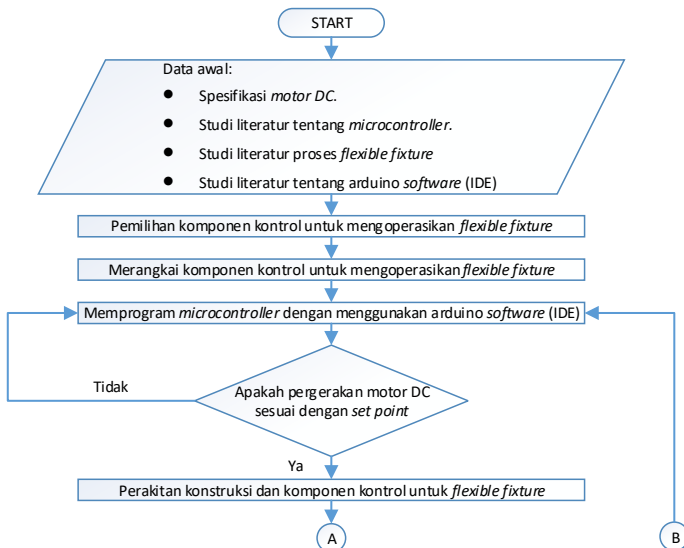 START
Data awal:
● Spesifikasi motor DC.
● Studi literatur tentang microcontroller.
● Studi literatur proses flexible fixture
● Studi literatur tentang arduino software (IDE)
Pemilihan komponen kontrol untuk mengoperasikan flexible fixture
Merangkai komponen kontrol untuk mengoperasikan flexible fixture
Memprogram microcontroller dengan menggunakan arduino software (IDE)
Tidak
Apakah pergerakan motor DC
sesuai dengan set point
Ya
Perakitan konstruksi dan komponen kontrol untuk flexible fixture
A
B